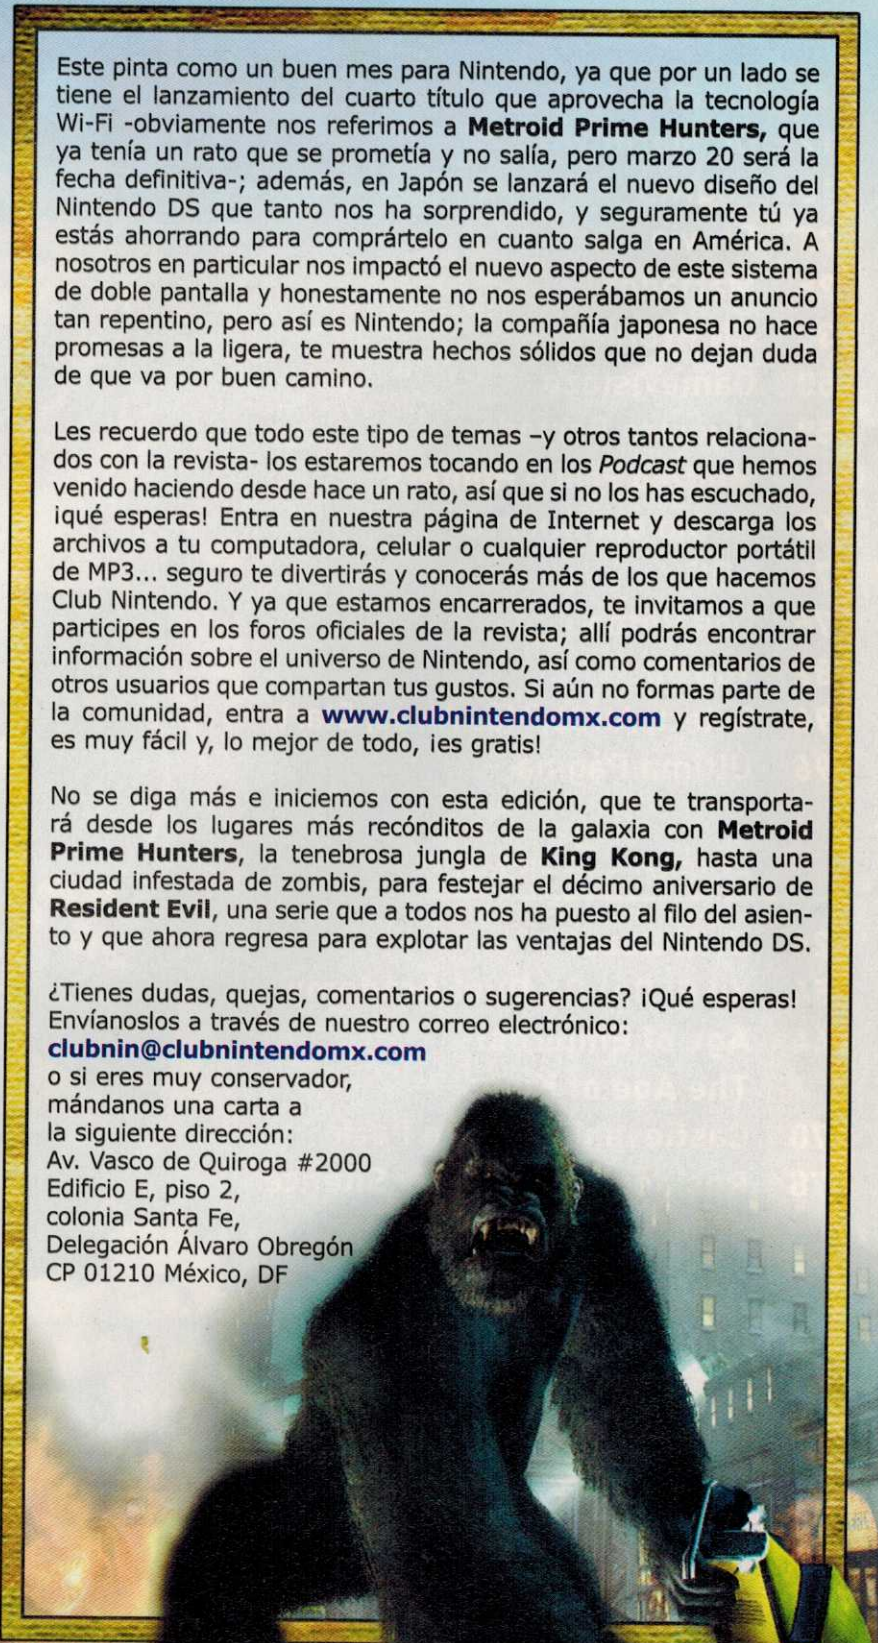 Este pinta como un buen mes para Nintendo, ya que por un lado se
tiene el lanzamiento del cuarto título que aprovecha la tecnología
Wi-Fi -obviamente nos referimos a Metroid Prime Hunters, que
ya tenía un rato que se prometía y no salía, pero marzo 20 será la
fecha definitiva-; además, en Japón se lanzará el nuevo diseño del
Nintendo DS que tanto nos ha sorprendido, y seguramente tú ya
estás ahorrando para comprártelo en cuanto salga en América. A
nosotros en particular nos impactó el nuevo aspecto de este sistema
de doble pantalla y honestamente no nos esperábamos un anuncio
tan repentino, pero así es Nintendo; la compañía japonesa no hace
promesas a la ligera, te muestra hechos sólidos que no dejan duda
de que va por buen camino.

Les recuerdo que todo este tipo de temas –y otros tantos relaciona-
dos con la revista- los estaremos tocando en los Podcast que hemos
venido haciendo desde hace un rato, así que si no los has escuchado,
¡qué esperas! Entra en nuestra página de Internet y descarga los
archivos a tu computadora, celular o cualquier reproductor portátil
de MP3... seguro te divertirás y conocerás más de los que hacemos
Club Nintendo. Y ya que estamos encarrerados, te invitamos a que
participes en los foros oficiales de la revista; allí podrás encontrar
información sobre el universo de Nintendo, así como comentarios de
otros usuarios que compartan tus gustos. Si aún no formas parte de
la comunidad, entra a www.clubnintendomx.com y regístrate,
es muy fácil y, lo mejor de todo, ¡es gratis!

No se diga más e iniciemos con esta edición, que te transporta-
rá desde los lugares más recónditos de la galaxia con Metroid
Prime Hunters, la tenebrosa jungla de King Kong, hasta una
ciudad infestada de zombis, para festejar el décimo aniversario de
Resident Evil, una serie que a todos nos ha puesto al filo del asien-
to y que ahora regresa para explotar las ventajas del Nintendo DS.

¿Tienes dudas, quejas, comentarios o sugerencias? ¡Qué esperas!
Envíanoslos a través de nuestro correo electrónico:
clubnin@clubnintendomx.com
o si eres muy conservador,
mándanos una carta a
la siguiente dirección:
Av. Vasco de Quiroga #2000
Edificio E, piso 2,
colonia Santa Fe,
Delegación Álvaro Obregón
CP 01210 México, DF